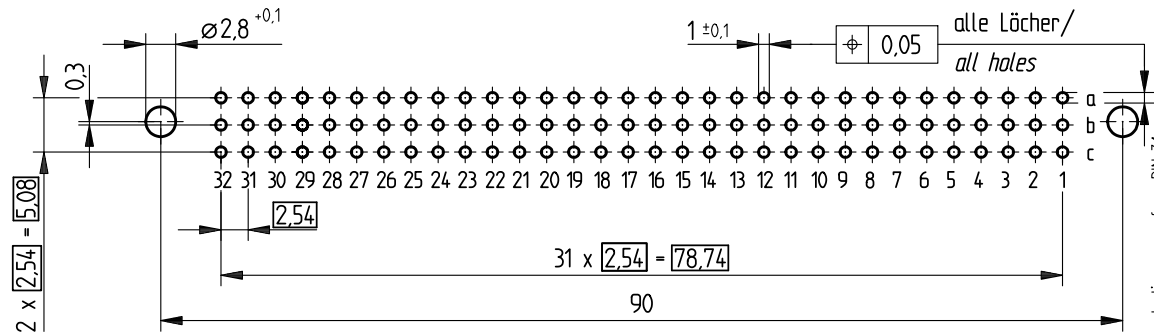 ⌀2,8 +0,1
1 ±0,1
⌖ 0,05
alle Löcher/
all holes
0,3
a
b
c
32 31 30 29 28 27 26 25 24 23 22 21 20 19 18 17 16 15 14 13 12 11 10 9 8 7 6 5 4 3 2 1
2,54
2 x 2,54 = 5,08
31 x 2,54 = 78,74
90